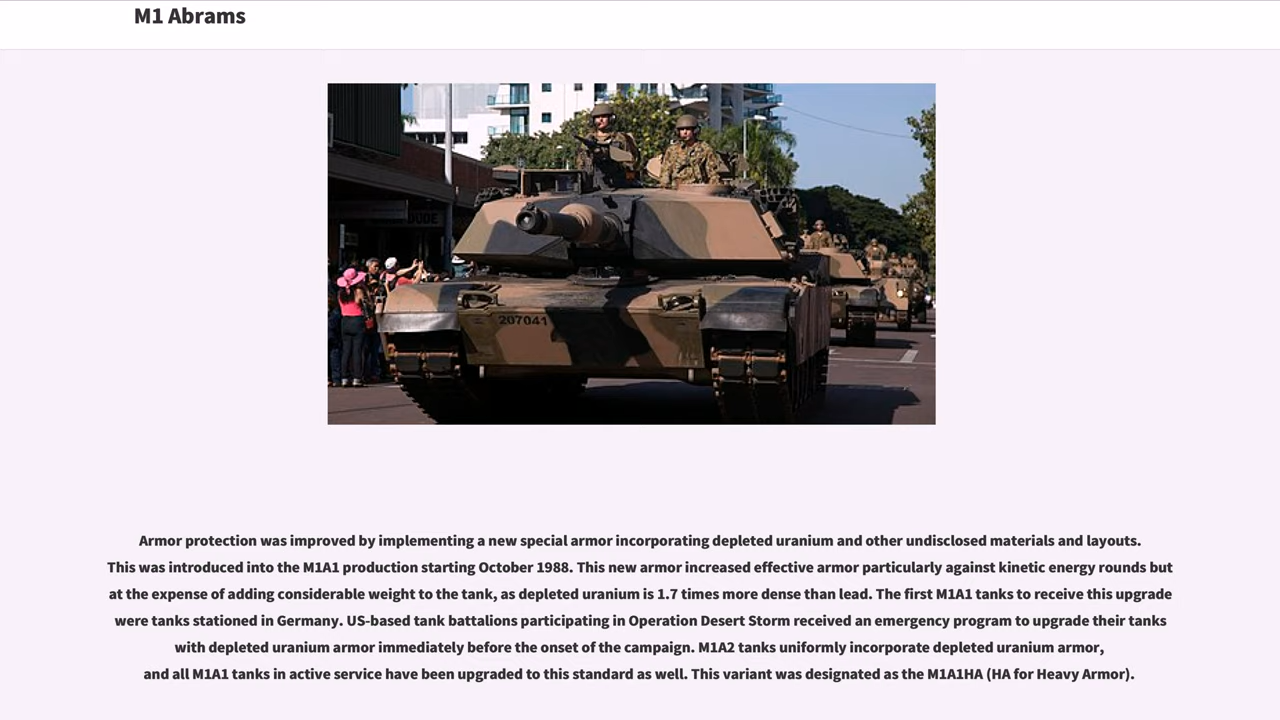 M1 Abrams
DUDE
207041
Armor protection was improved by implementing a new special armor incorporating depleted uranium and other undisclosed materials and layouts.
This was introduced into the M1A1 production starting October 1988. This new armor increased effective armor particularly against kinetic energy rounds but
at the expense of adding considerable weight to the tank, as depleted uranium is 1.7 times more dense than lead. The first M1A1 tanks to receive this upgrade
were tanks stationed in Germany. US-based tank battalions participating in Operation Desert Storm received an emergency program to upgrade their tanks
with depleted uranium armor immediately before the onset of the campaign. M1A2 tanks uniformly incorporate depleted uranium armor,
and all M1A1 tanks in active service have been upgraded to this standard as well. This variant was designated as the M1A1HA (HA for Heavy Armor).